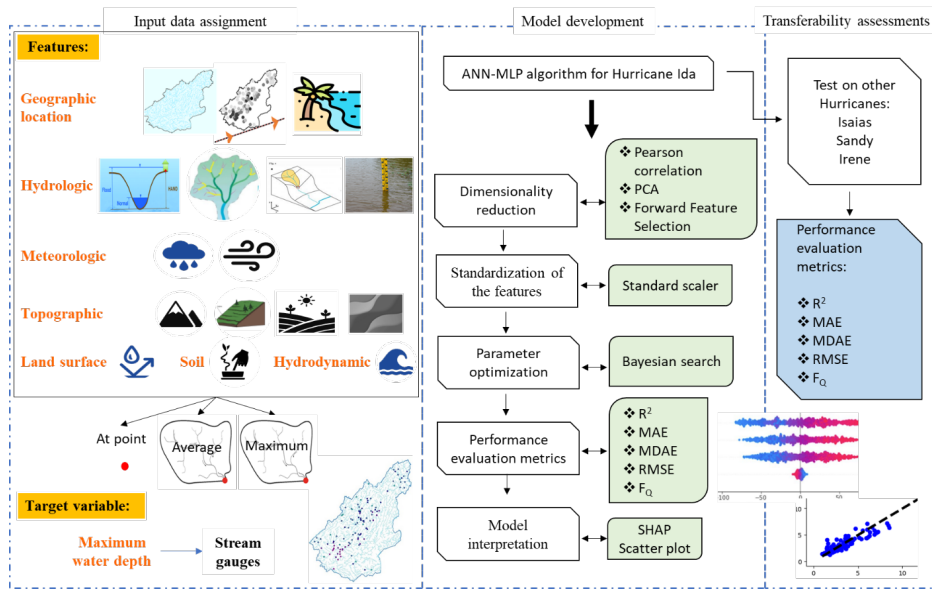 Input data assignment
Features:
Geographic
location
Hydrologic
Meteorologic
Topographic
Land surface
Soil
Hydrodynamic
At point
Average
Maximum
Target variable:
Maximum
water depth
Stream
gauges
Model development
ANN-MLP algorithm for Hurricane Ida
Dimensionality
reduction
❖ Pearson
correlation
❖ PCA
❖ Forward Feature
Selection
Standardization of
the features
Standard scaler
Parameter
optimization
Bayesian search
Performance
evaluation metrics
❖ R²
❖ MAE
❖ MDAE
❖ RMSE
❖ F_Q
Model
interpretation
SHAP
Scatter plot
Transferability assessments
Test on other
Hurricanes:
Isaias
Sandy
Irene
Performance
evaluation
metrics:
❖ R²
❖ MAE
❖ MDAE
❖ RMSE
❖ F_Q
-50 0 50
10
5
0
0 5 10